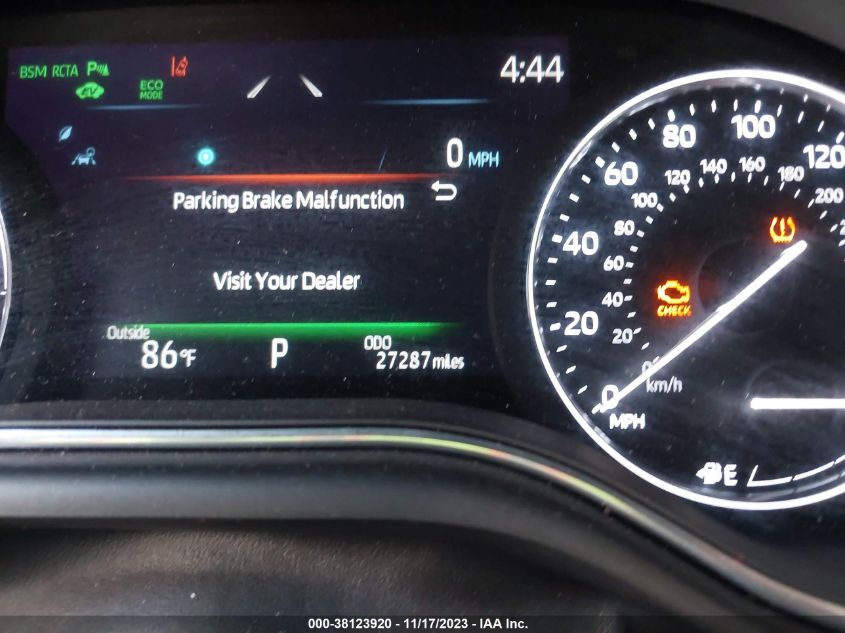 BSM RCTA P
ECO
MODE
4:44
0 MPH
Parking Brake Malfunction
Visit Your Dealer
Outside
86°F
P
ODO
27287 miles
0
20
40
60
80
100
120
0
20
40
60
80
100
120
140
160
180
200
km/h
MPH
CHECK
E
000-38123920 - 11/17/2023 - IAA Inc.